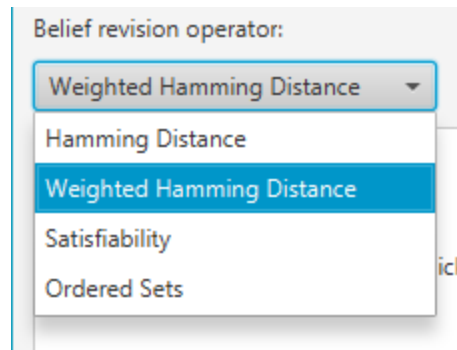 Belief revision operator:
Weighted Hamming Distance
Hamming Distance
Weighted Hamming Distance
Satisfiability
Ordered Sets